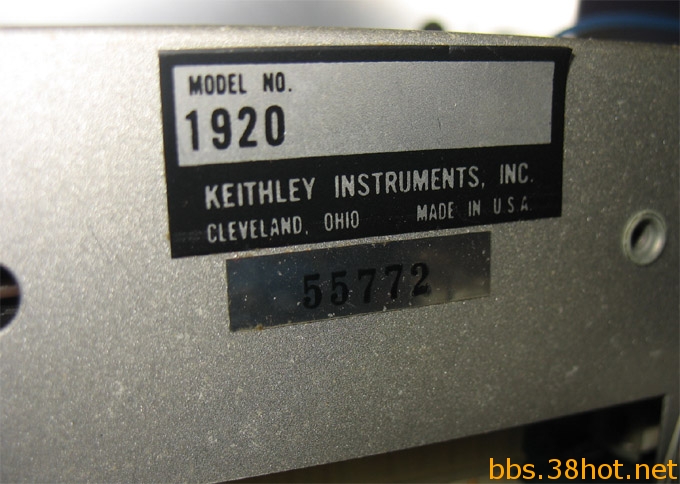 MODEL NO.
1920
KEITHLEY INSTRUMENTS, INC.
CLEVELAND, OHIO MADE IN U.S.A.
55772
bbs.38hot.net